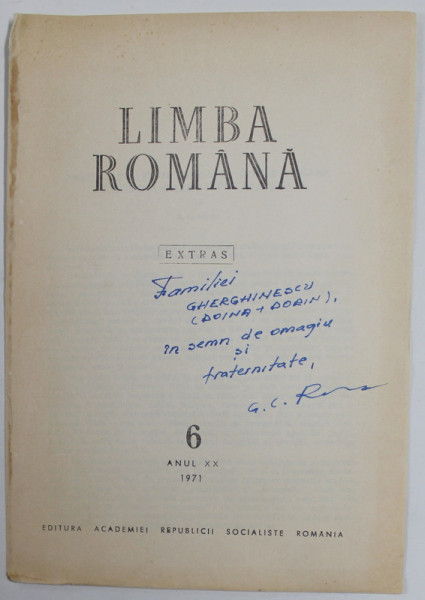 LIMBA
ROMÂNĂ
EXTRAS
Familiei
GHERGHINESCU
(DOINA + DORIN),
în semn de omagiu
și
fraternitate,
G. C.
6
ANUL XX
1971
EDITURA ACADEMIEI REPUBLICII SOCIALISTE ROMÂNIA